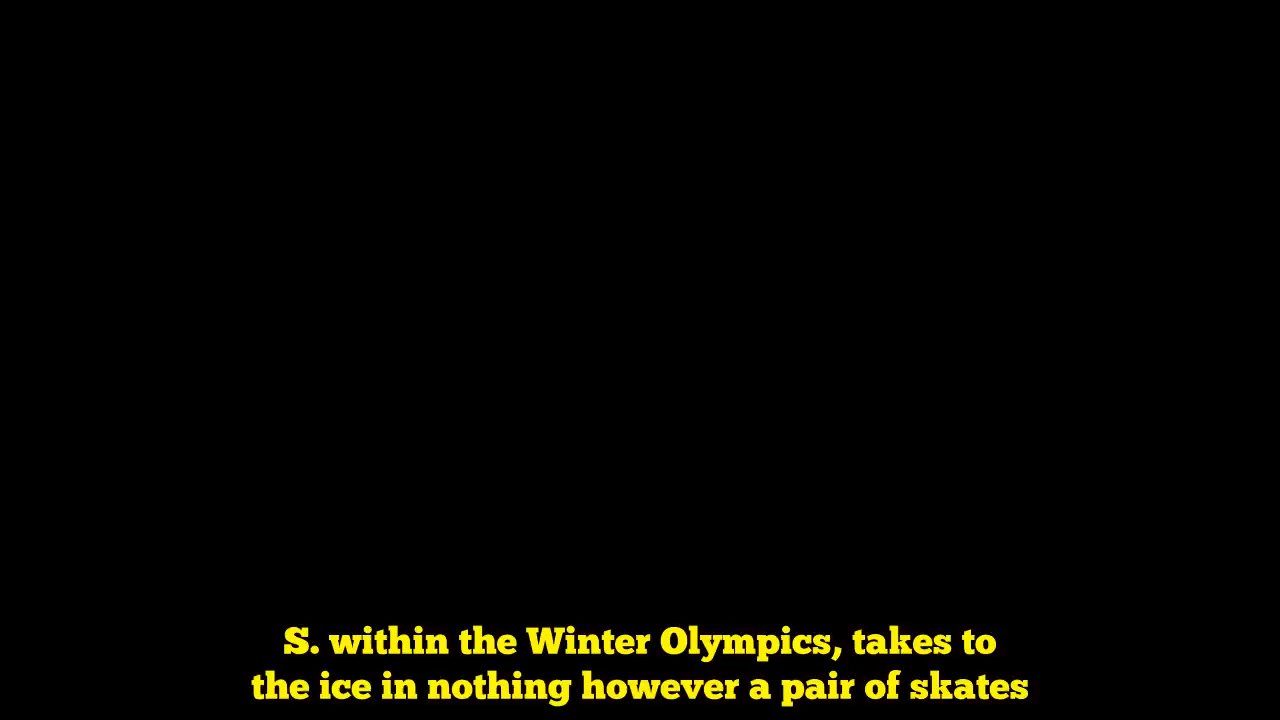 S. within the Winter Olympics, takes to
the ice in nothing however a pair of skates